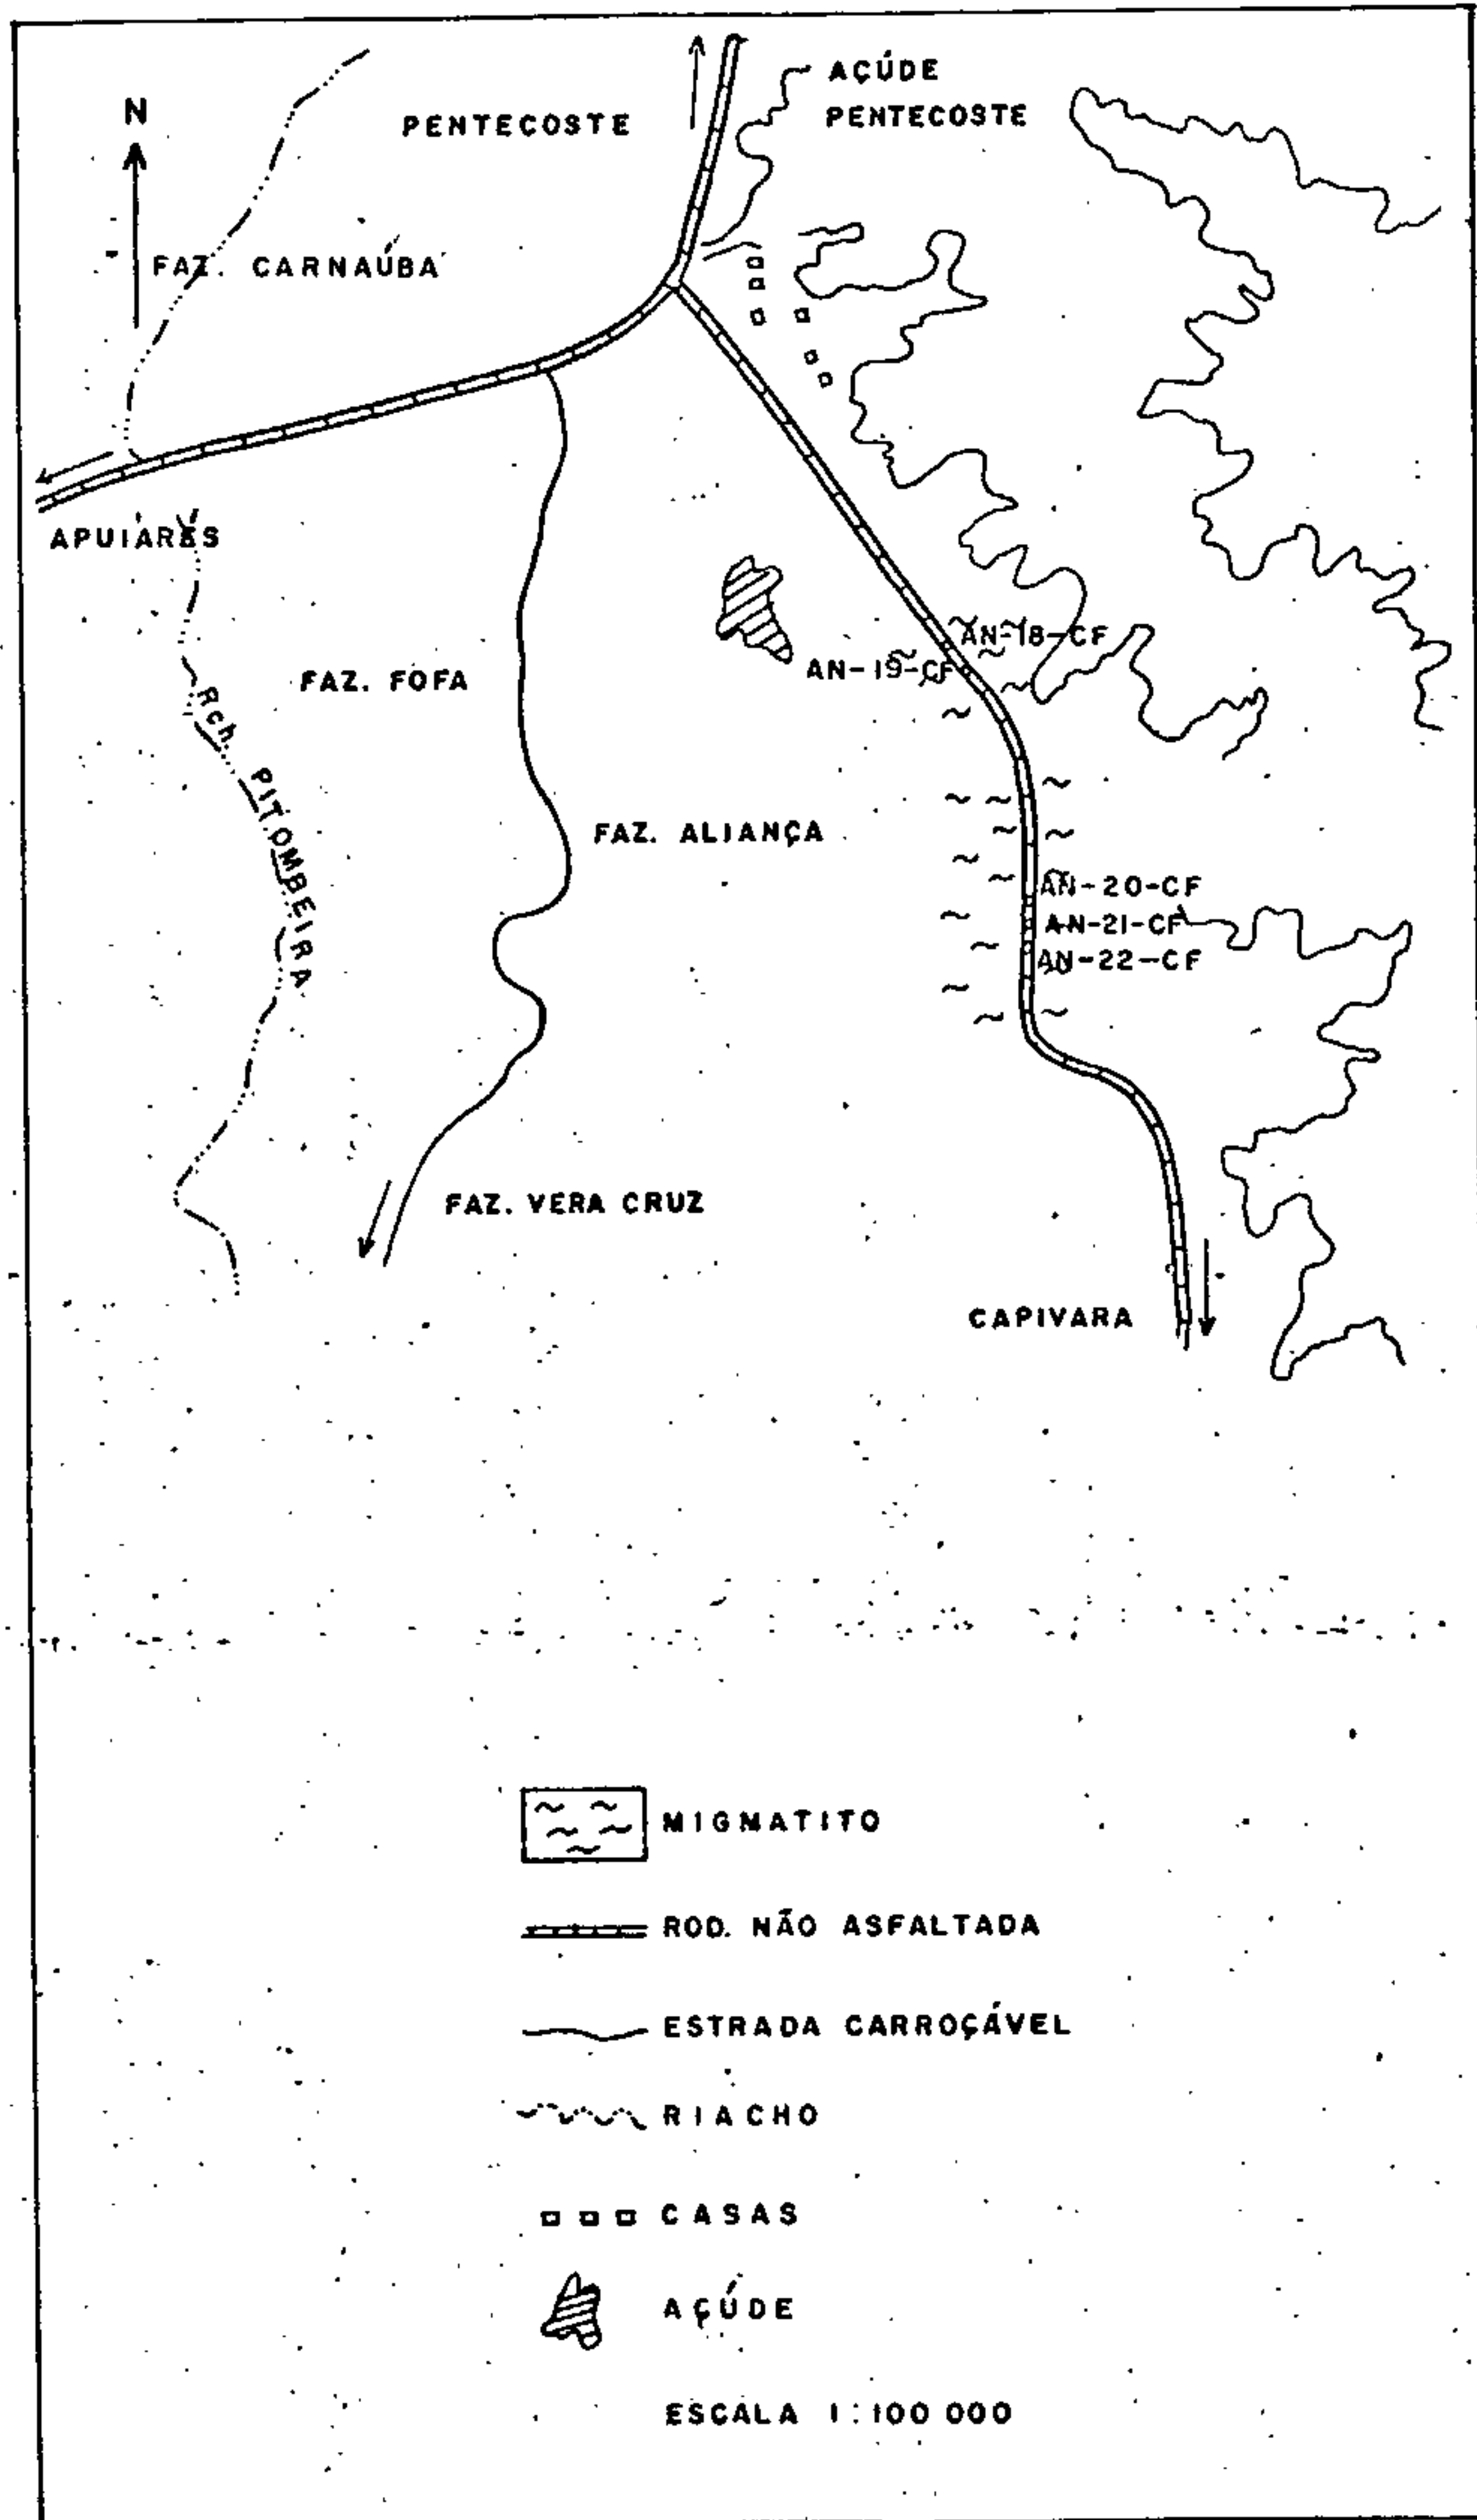 AÇÚDE
PENTECOSTE
N
PENTECOSTE
FAZ. CARNAÚBA
APUIARÉS
AN-18-CF
AN-19-CF
FAZ. FOFA
Rch. PITOMBEIRA
FAZ. ALIANÇA
AN-20-CF
AN-21-CF
AN-22-CF
FAZ. VERA CRUZ
CAPIVARA
MIGMATITO
ROD. NÃO ASFALTADA
ESTRADA CARROÇÁVEL
RIACHO
CASAS
AÇÚDE
ESCALA 1:100 000